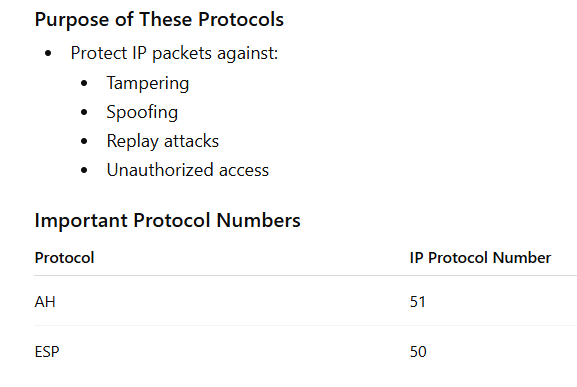 Purpose of These Protocols
• Protect IP packets against:
• Tampering
• Spoofing
• Replay attacks
• Unauthorized access
Important Protocol Numbers
Protocol IP Protocol Number
AH 51
ESP 50